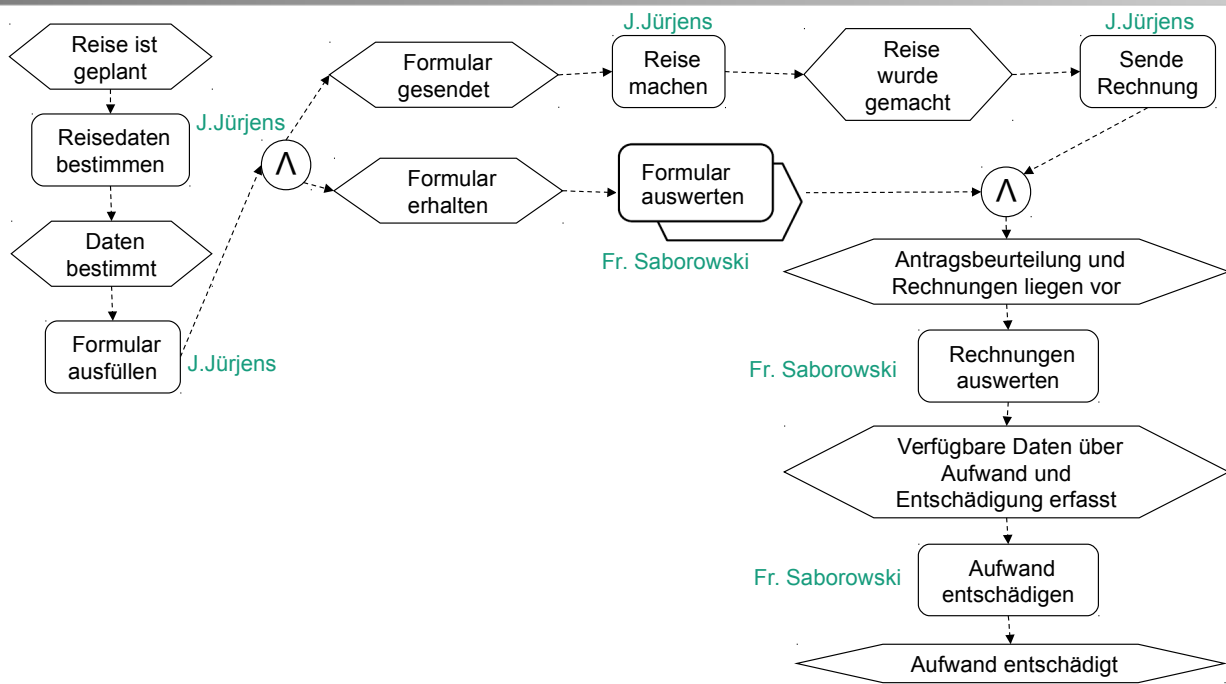 Reise ist
geplant
Reisedaten
bestimmen
J.Jürjens
Daten
bestimmt
Formular
ausfüllen
J.Jürjens
Λ
Formular
gesendet
J.Jürjens
Reise
machen
Reise
wurde
gemacht
J.Jürjens
Sende
Rechnung
Formular
erhalten
Formular
auswerten
Fr. Saborowski
Λ
Antragsbeurteilung und
Rechnungen liegen vor
Fr. Saborowski
Rechnungen
auswerten
Verfügbare Daten über
Aufwand und
Entschädigung erfasst
Fr. Saborowski
Aufwand
entschädigen
Aufwand entschädigt